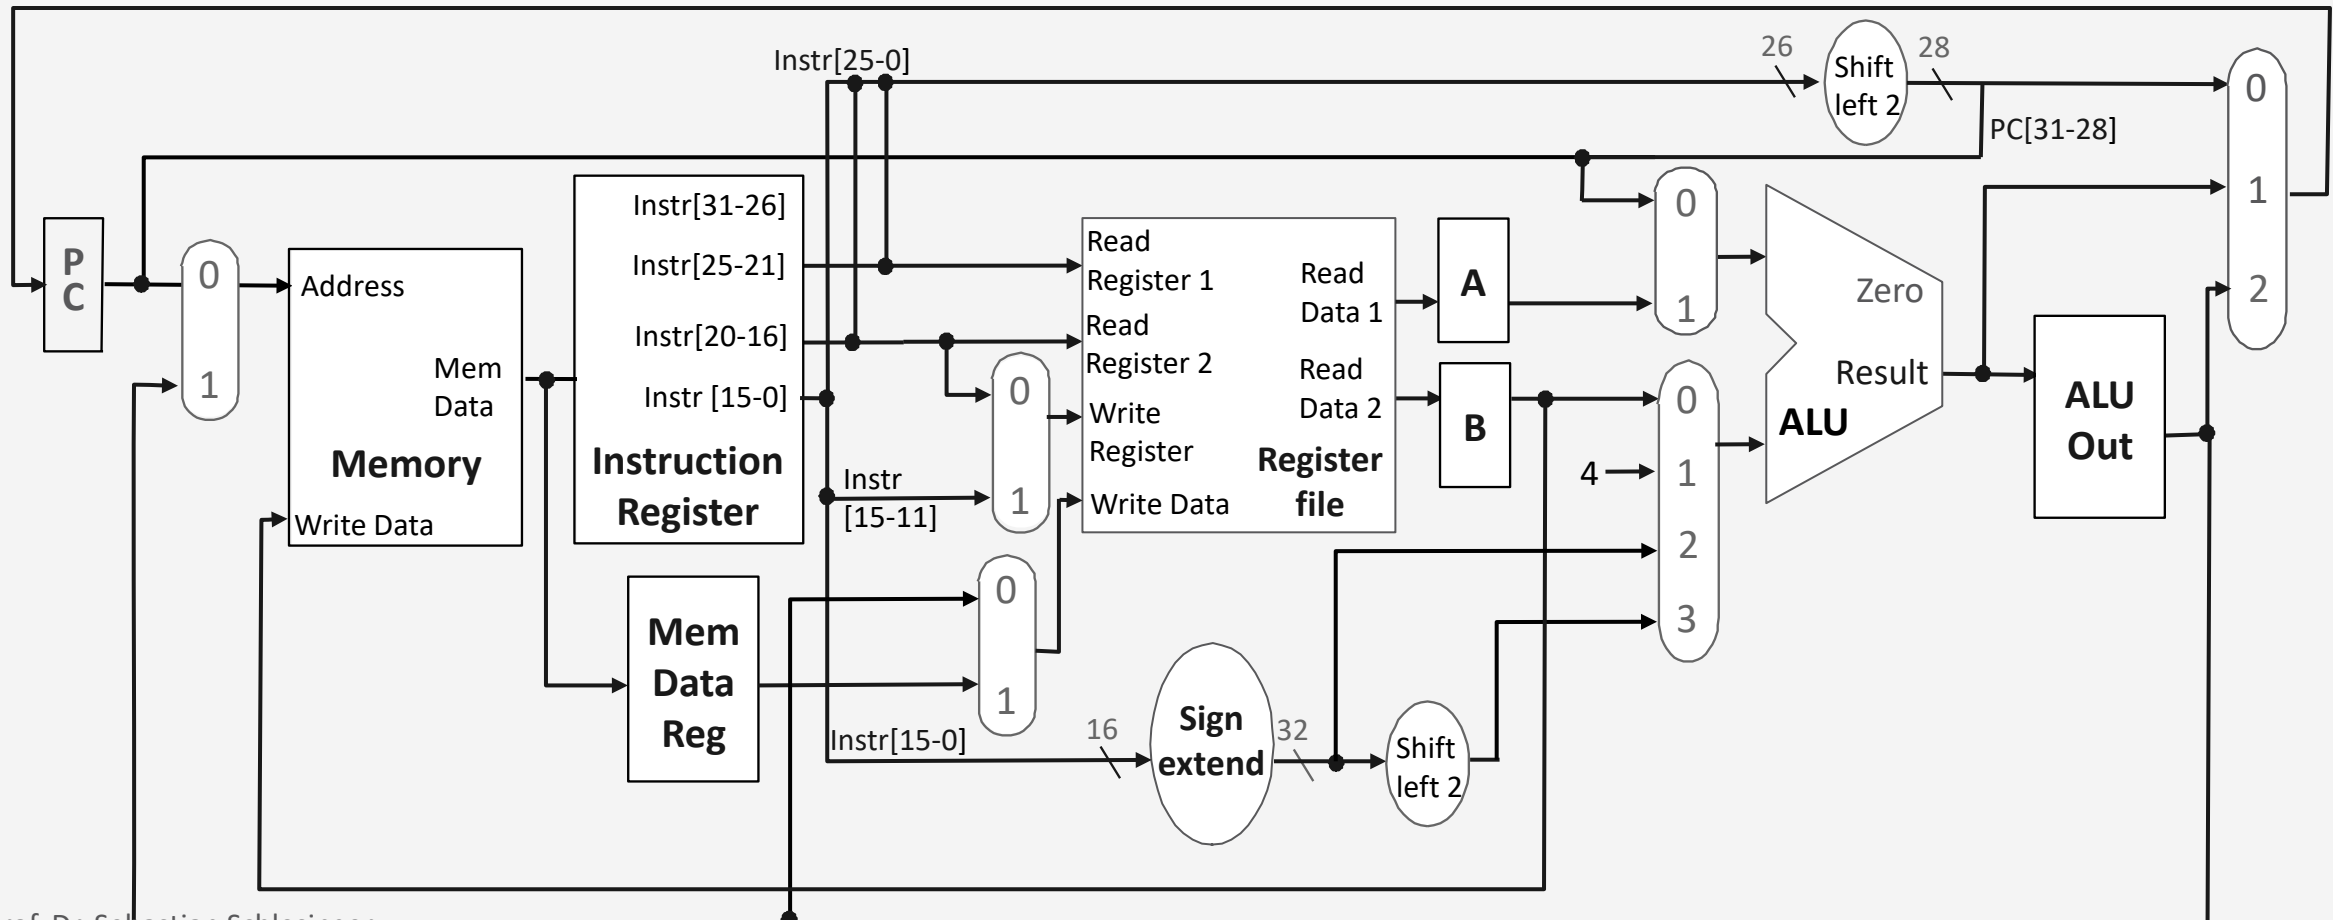 Instr[25-0]
26
Shift
left 2
28
0
PC[31-28]
1
2
P
C
0
1
Address
Mem
Data
Memory
Write Data
Instr[31-26]
Instr[25-21]
Instr[20-16]
Instr [15-0]
Instruction
Register
Read
Register 1
Read
Register 2
Write
Register
Write Data
Read
Data 1
Read
Data 2
Register
file
0
1
Instr
[15-11]
A
B
0
1
0
4
1
2
3
Zero
Result
ALU
ALU
Out
Mem
Data
Reg
0
1
Instr[15-0]
16
Sign
extend
32
Shift
left 2